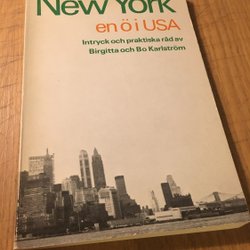 New York
en ö i USA
Intryck och praktiska råd av
Birgitta och Bo Karlström